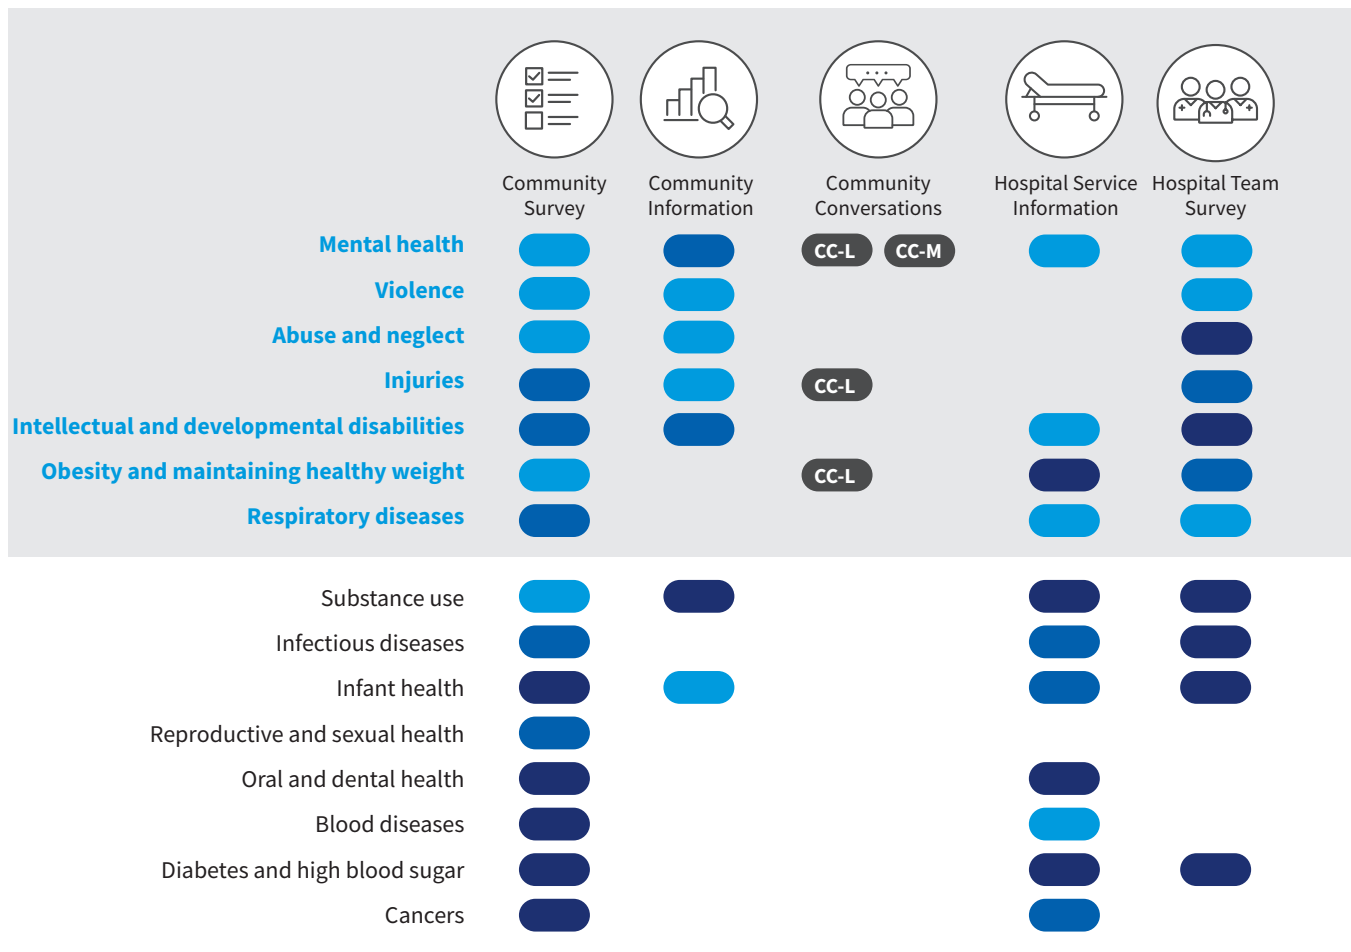 Community
Survey
Community
Information
Community
Conversations
Hospital Service
Information
Hospital Team
Survey
Mental health
CC-L
CC-M
Violence
Abuse and neglect
Injuries
CC-L
Intellectual and developmental disabilities
Obesity and maintaining healthy weight
CC-L
Respiratory diseases
Substance use
Infectious diseases
Infant health
Reproductive and sexual health
Oral and dental health
Blood diseases
Diabetes and high blood sugar
Cancers